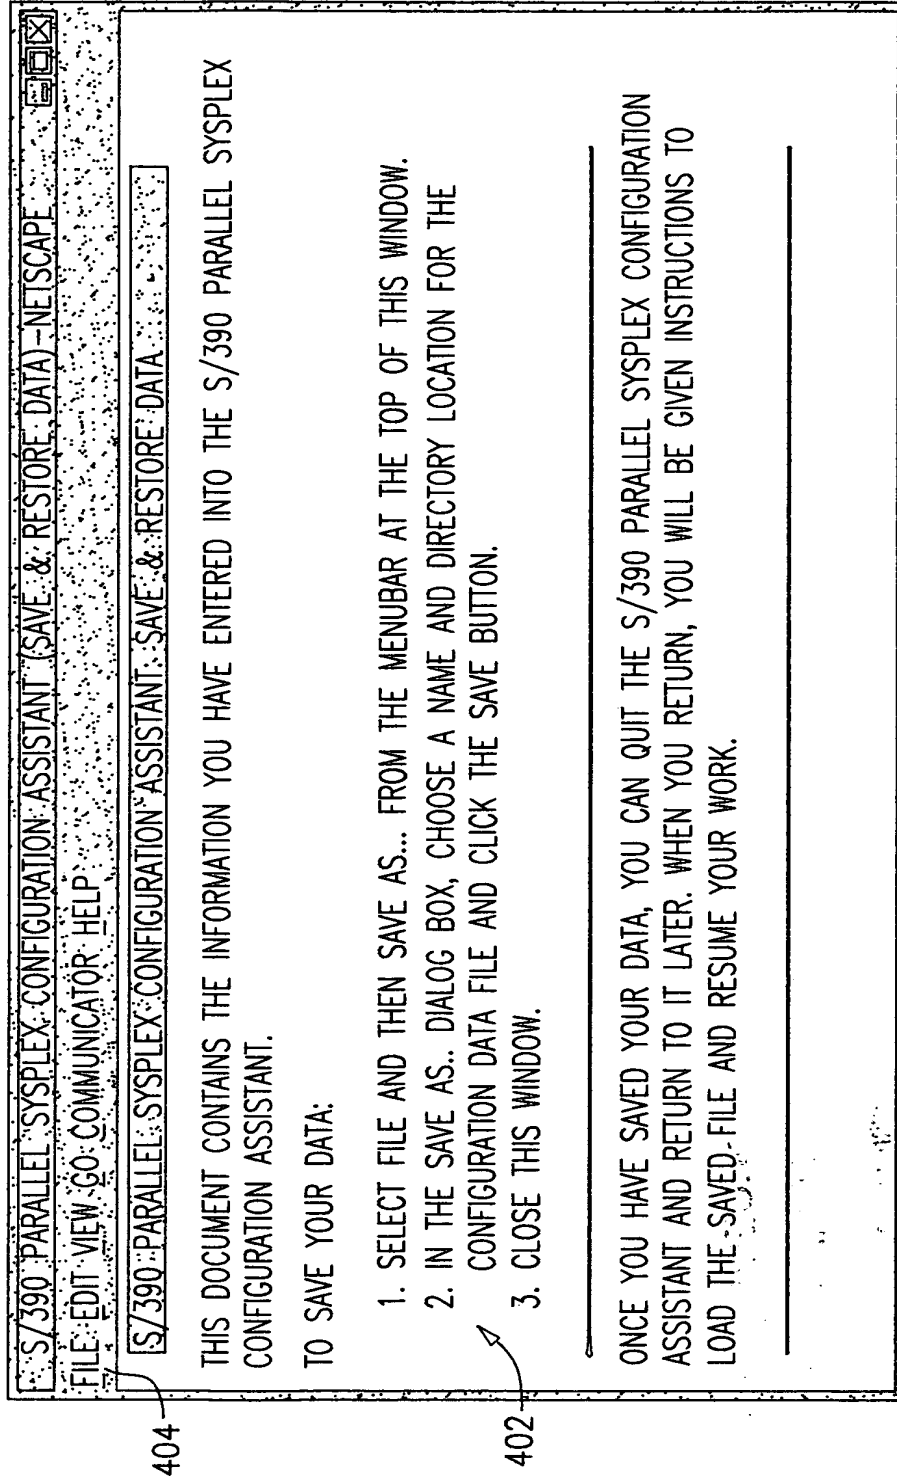 S/390 PARALLEL SYSPLEX CONFIGURATION ASSISTANT (SAVE & RESTORE DATA)-NETSCAPE
FILE EDIT VIEW GO COMMUNICATOR HELP
S/390 PARALLEL SYSPLEX CONFIGURATION ASSISTANT SAVE & RESTORE DATA
THIS DOCUMENT CONTAINS THE INFORMATION YOU HAVE ENTERED INTO THE S/390 PARALLEL SYSPLEX
CONFIGURATION ASSISTANT.
TO SAVE YOUR DATA:
1. SELECT FILE AND THEN SAVE AS... FROM THE MENUBAR AT THE TOP OF THIS WINDOW.
2. IN THE SAVE AS.. DIALOG BOX, CHOOSE A NAME AND DIRECTORY LOCATION FOR THE
CONFIGURATION DATA FILE AND CLICK THE SAVE BUTTON.
3. CLOSE THIS WINDOW.
ONCE YOU HAVE SAVED YOUR DATA, YOU CAN QUIT THE S/390 PARALLEL SYSPLEX CONFIGURATION
ASSISTANT AND RETURN TO IT LATER. WHEN YOU RETURN, YOU WILL BE GIVEN INSTRUCTIONS TO
LOAD THE SAVED FILE AND RESUME YOUR WORK.
404
402